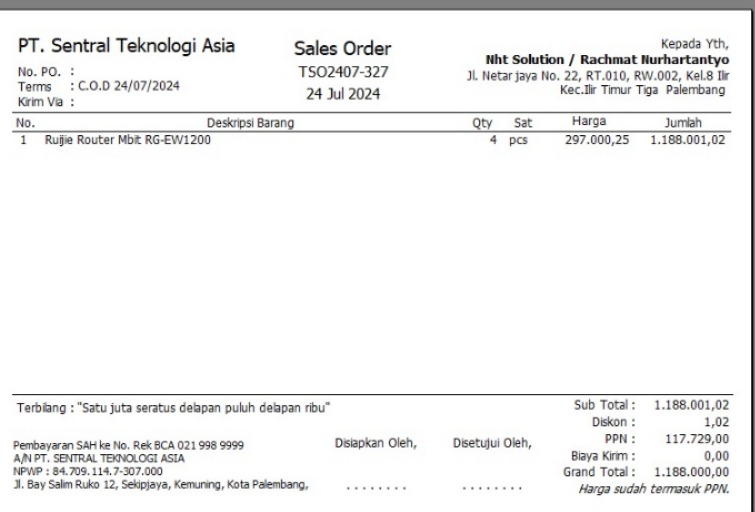 PT. Sentral Teknologi Asia
No. PO. :
Terms : C.O.D 24/07/2024
Kirim Via :
Sales Order
TSO2407-327
24 Jul 2024
Kepada Yth,
Nht Solution / Rachmat Nurhartantyo
Jl. Netar jaya No. 22, RT.010, RW.002, Kel.8 Ilir
Kec.Ilir Timur Tiga Palembang
No. Deskripsi Barang Qty Sat Harga Jumlah
1 Ruijie Router Mbit RG-EW1200 4 pcs 297.000,25 1.188.001,02
Terbilang : "Satu juta seratus delapan puluh delapan ribu"
Pembayaran SAH ke No. Rek BCA 021 998 9999
A/N PT. SENTRAL TEKNOLOGI ASIA
NPWP : 84.709.114.7-307.000
Jl. Bay Salim Ruko 12, Sekipjaya, Kemuning, Kota Palembang,
Disiapkan Oleh,
. . . . . . . .
Disetujui Oleh,
. . . . . . . .
Sub Total : 1.188.001,02
Diskon : 1,02
PPN : 117.729,00
Biaya Kirim : 0,00
Grand Total : 1.188.000,00
Harga sudah termasuk PPN.